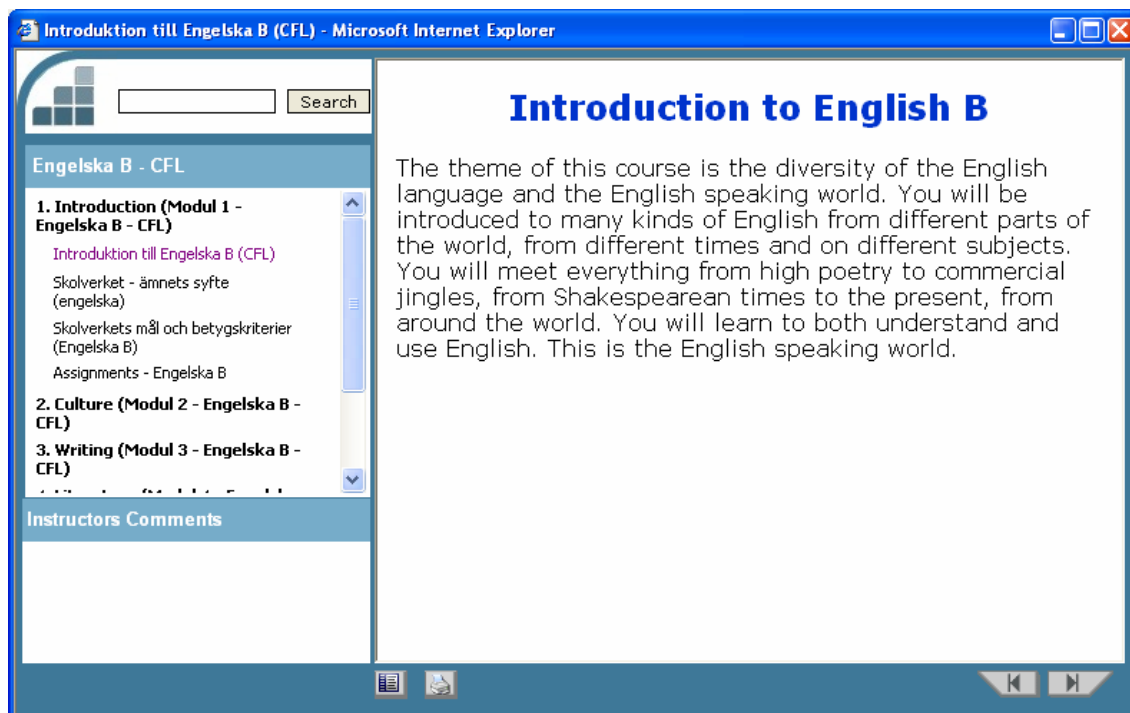 Introduktion till Engelska B (CFL) - Microsoft Internet Explorer
Search
Engelska B - CFL
1. Introduction (Modul 1 -
Engelska B - CFL)
Introduktion till Engelska B (CFL)
Skolverket - ämnets syfte
(engelska)
Skolverkets mål och betygskriterier
(Engelska B)
Assignments - Engelska B
2. Culture (Modul 2 - Engelska B -
CFL)
3. Writing (Modul 3 - Engelska B -
CFL)
Instructors Comments
Introduction to English B
The theme of this course is the diversity of the English
language and the English speaking world. You will be
introduced to many kinds of English from different parts of
the world, from different times and on different subjects.
You will meet everything from high poetry to commercial
jingles, from Shakespearean times to the present, from
around the world. You will learn to both understand and
use English. This is the English speaking world.